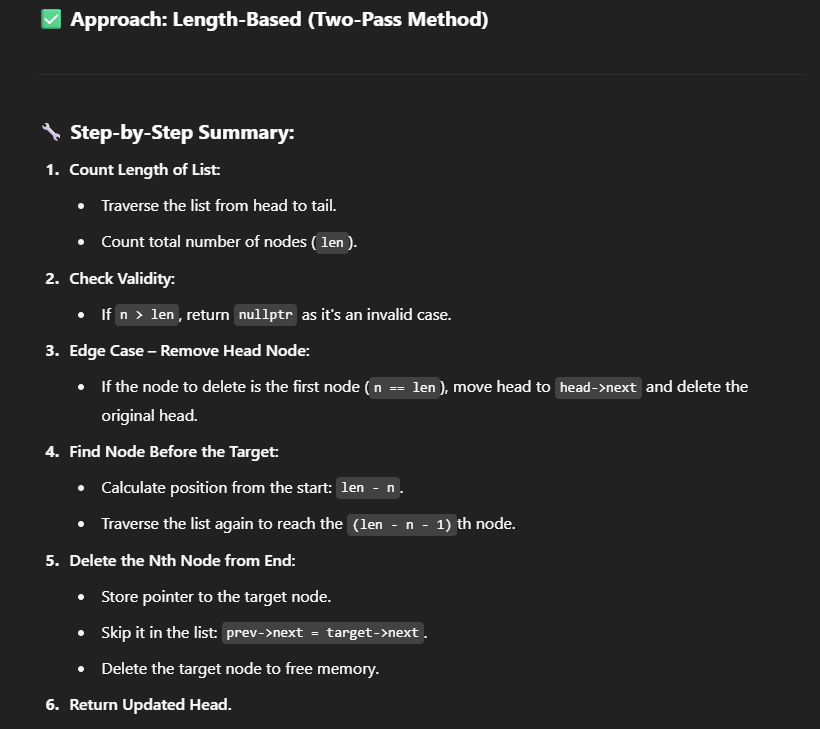 ✅ Approach: Length-Based (Two-Pass Method)
🔧 Step-by-Step Summary:
1. Count Length of List:
• Traverse the list from head to tail.
• Count total number of nodes (len).
2. Check Validity:
• If n > len, return nullptr as it's an invalid case.
3. Edge Case – Remove Head Node:
• If the node to delete is the first node (n == len), move head to head->next and delete the
original head.
4. Find Node Before the Target:
• Calculate position from the start: len - n.
• Traverse the list again to reach the (len - n - 1)th node.
5. Delete the Nth Node from End:
• Store pointer to the target node.
• Skip it in the list: prev->next = target->next.
• Delete the target node to free memory.
6. Return Updated Head.